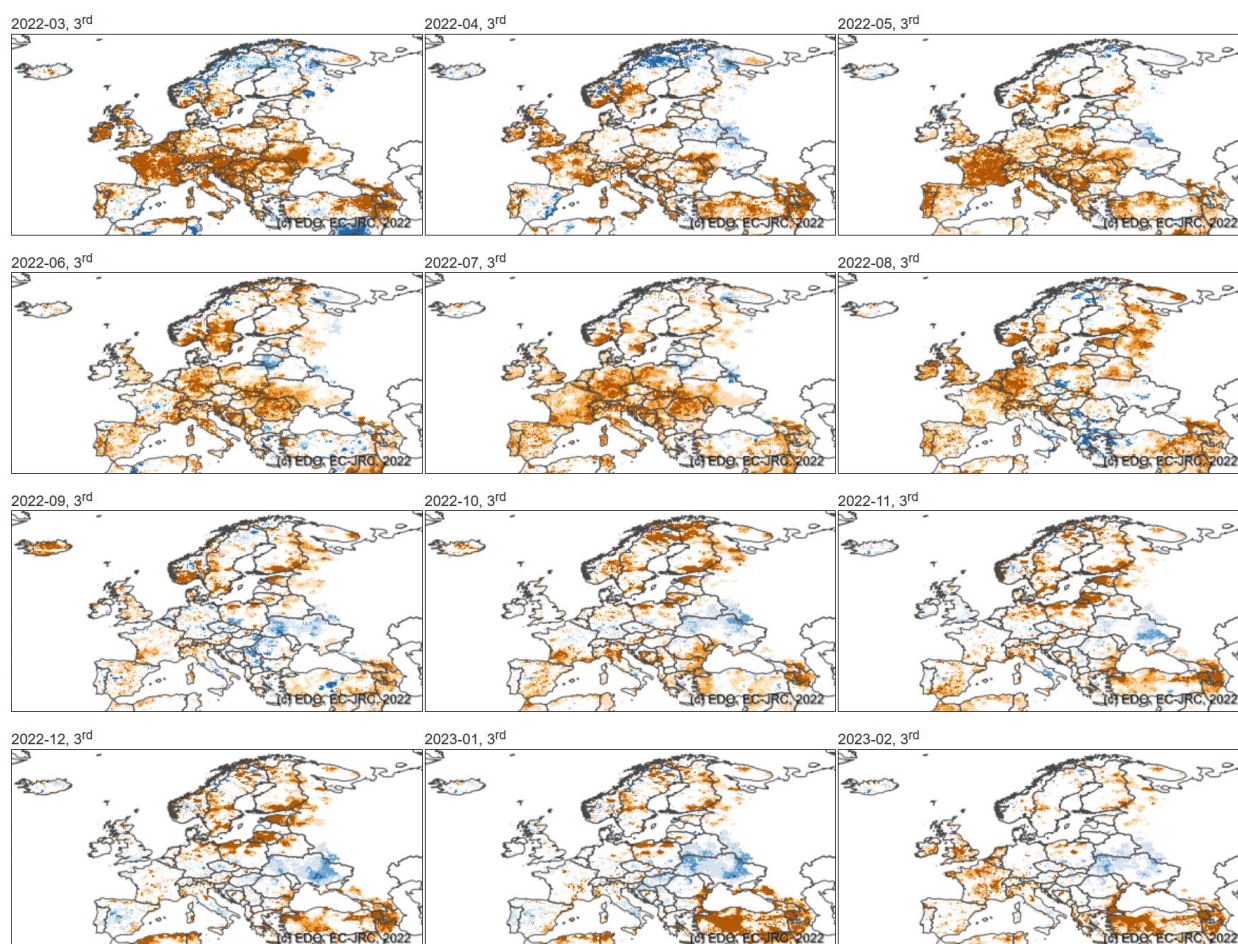 2022-03, 3rd
2022-04, 3rd
2022-05, 3rd
(c) EDO, EC-JRC, 2022
(c) EDO, EC-JRC, 2022
(c) EDO, EC-JRC, 2022
2022-06, 3rd
2022-07, 3rd
2022-08, 3rd
(c) EDO, EC-JRC, 2022
(c) EDO, EC-JRC, 2022
(c) EDO, EC-JRC, 2022
2022-09, 3rd
2022-10, 3rd
2022-11, 3rd
(c) EDO, EC-JRC, 2022
(c) EDO, EC-JRC, 2022
(c) EDO, EC-JRC, 2022
2022-12, 3rd
2023-01, 3rd
2023-02, 3rd
(c) EDO, EC-JRC, 2022
(c) EDO, EC-JRC, 2022
(c) EDO, EC-JRC, 2022